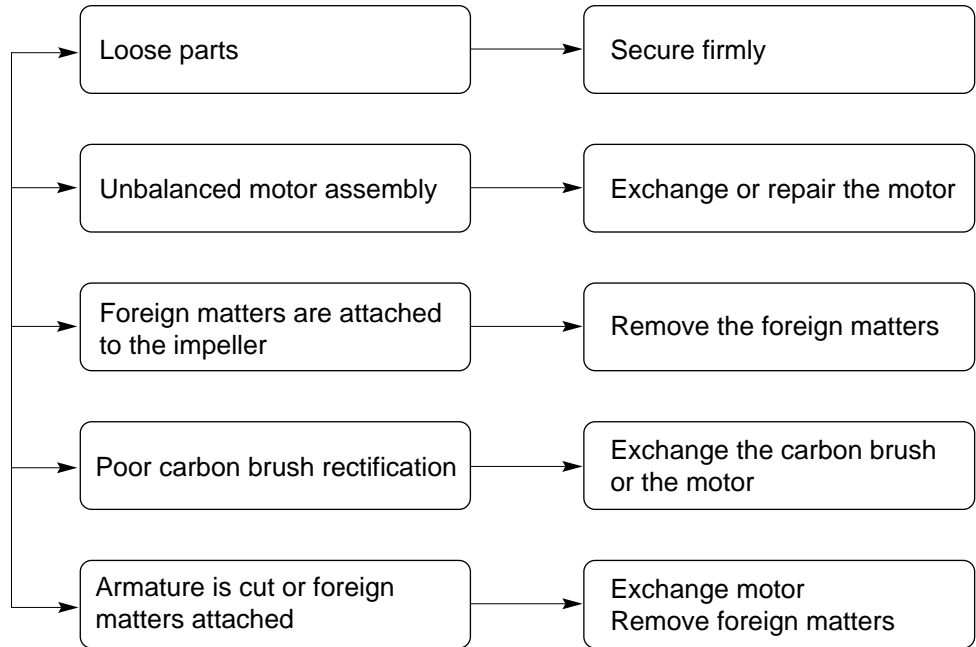 Loose parts
Secure firmly
Unbalanced motor assembly
Exchange or repair the motor
Foreign matters are attached
to the impeller
Remove the foreign matters
Poor carbon brush rectification
Exchange the carbon brush
or the motor
Armature is cut or foreign
matters attached
Exchange motor
Remove foreign matters